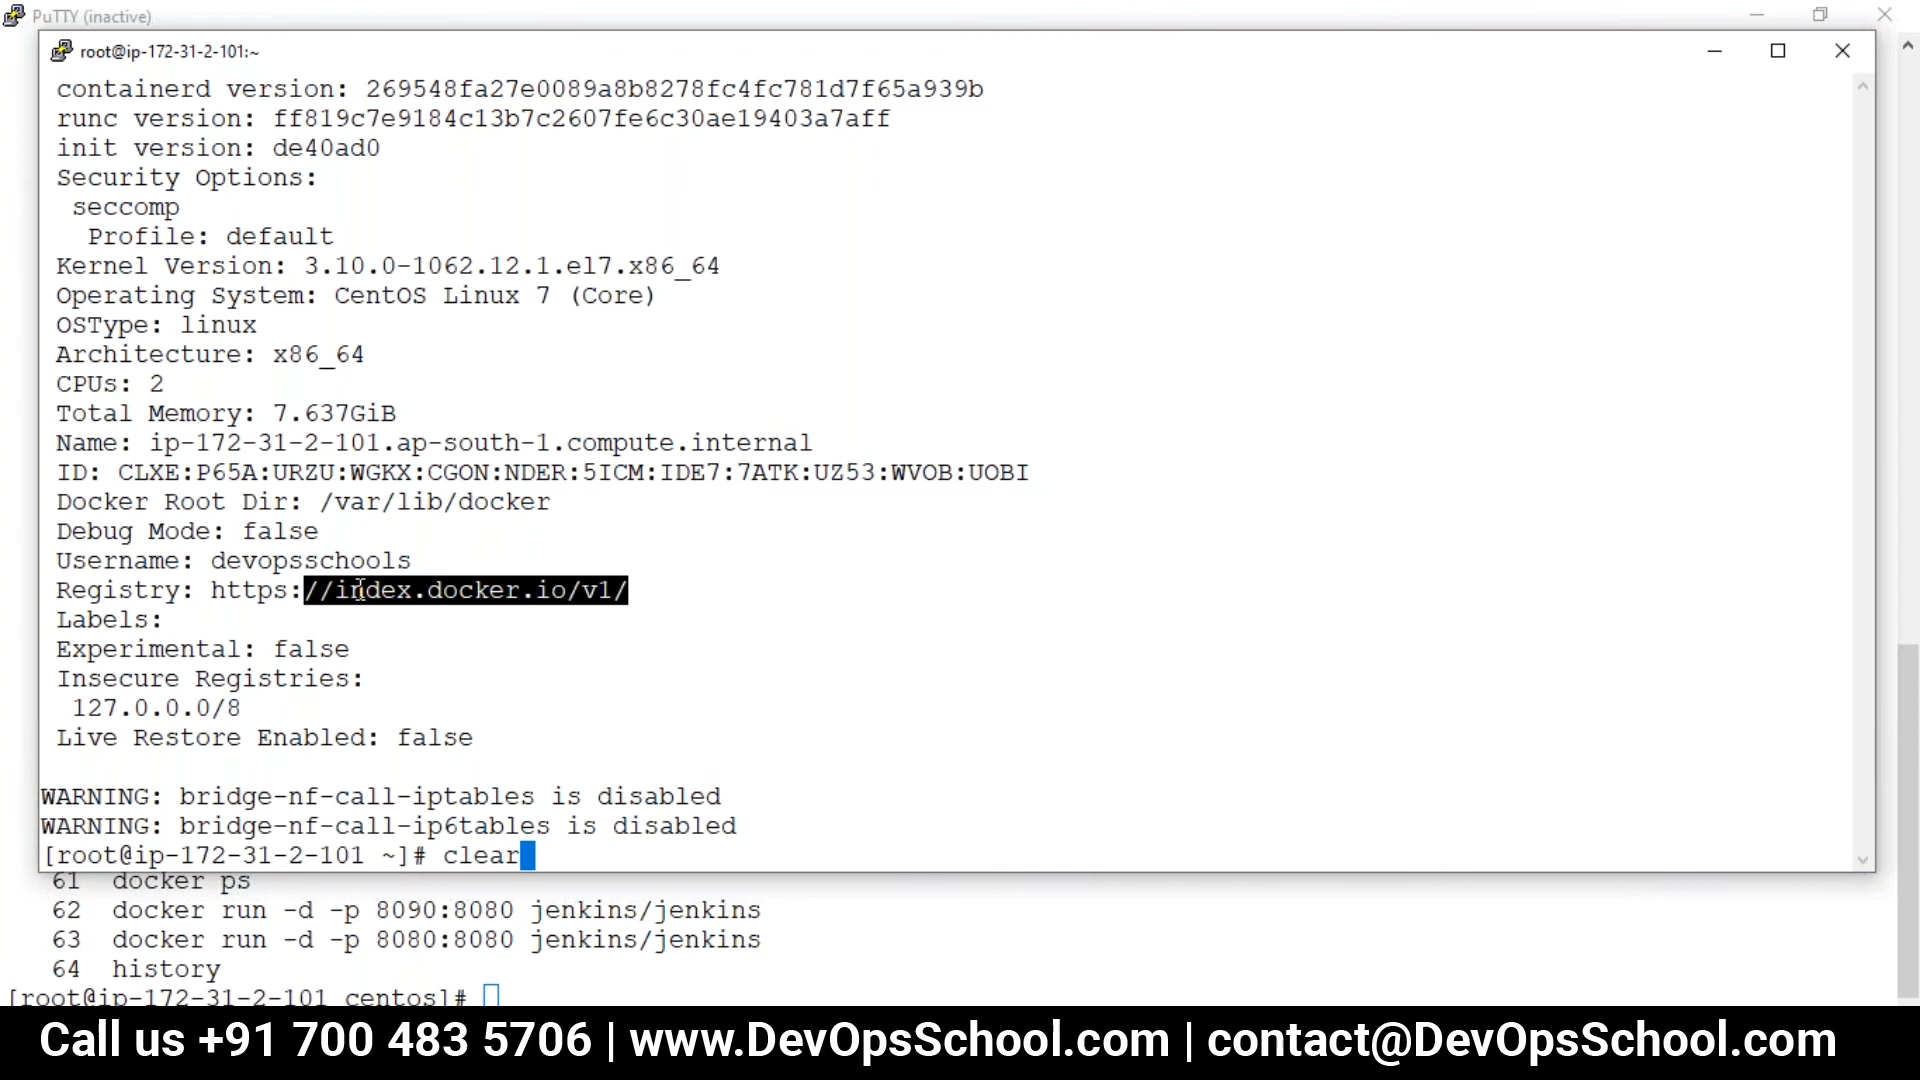 PuTTY (inactive)
root@ip-172-31-2-101:~
containerd version: 269548fa27e0089a8b8278fc4fc781d7f65a939b
runc version: ff819c7e9184c13b7c2607fe6c30ae19403a7aff
init version: de40ad0
Security Options:
seccomp
Profile: default
Kernel Version: 3.10.0-1062.12.1.el7.x86_64
Operating System: CentOS Linux 7 (Core)
OSType: linux
Architecture: x86_64
CPUs: 2
Total Memory: 7.637GiB
Name: ip-172-31-2-101.ap-south-1.compute.internal
ID: CLXE:P65A:URZU:WGKX:CGON:NDER:5ICM:IDE7:7ATK:UZ53:WVOB:UOBI
Docker Root Dir: /var/lib/docker
Debug Mode: false
Username: devopsschools
Registry: https://index.docker.io/v1/
Labels:
Experimental: false
Insecure Registries:
127.0.0.0/8
Live Restore Enabled: false
WARNING: bridge-nf-call-iptables is disabled
WARNING: bridge-nf-call-ip6tables is disabled
[root@ip-172-31-2-101 ~]# clear
61 docker ps
62 docker run -d -p 8090:8080 jenkins/jenkins
63 docker run -d -p 8080:8080 jenkins/jenkins
64 history
[root@ip-172-31-2-101 centos]#
Call us +91 700 483 5706 | www.DevOpsSchool.com | contact@DevOpsSchool.com